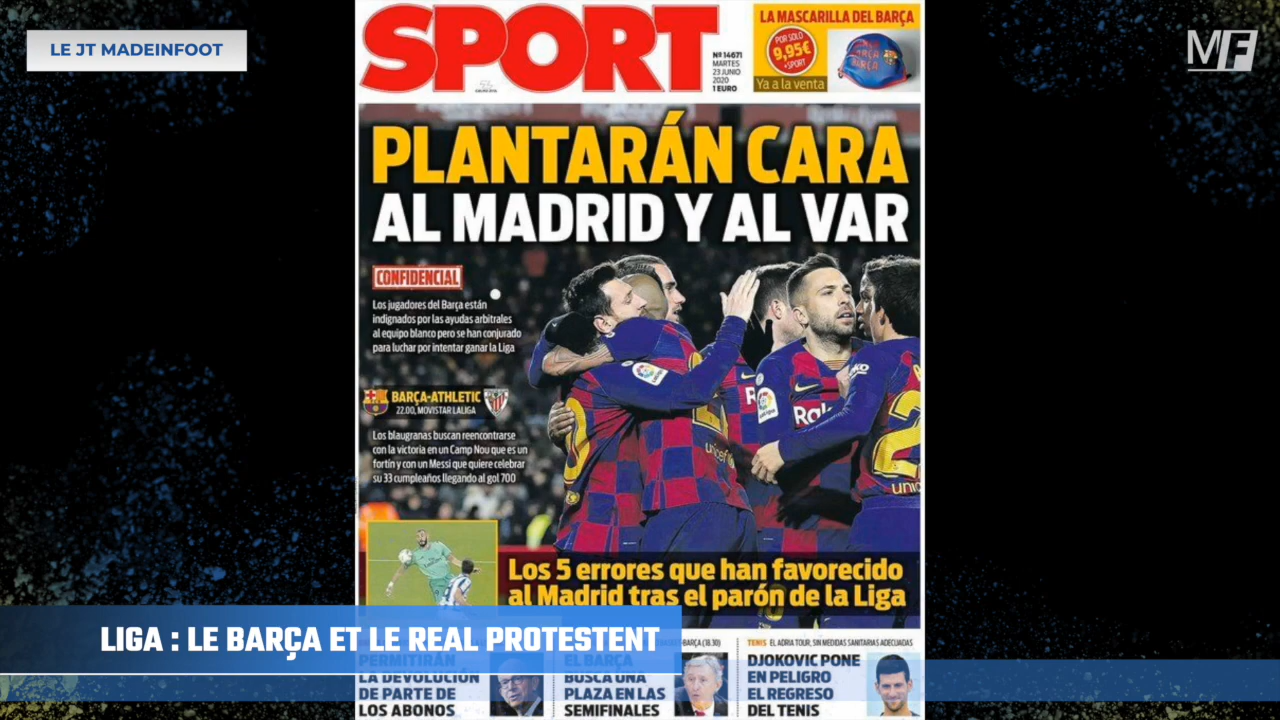 LE JT MADEINFOOT
MF
SPORT
Nº 14671
MARTES
23 JUNIO
2020
1 EURO
LA MASCARILLA DEL BARÇA
POR SOLO
9,95€
+SPORT
Ya a la venta
PLANTARÁN CARA
AL MADRID Y AL VAR
CONFIDENCIAL
Los jugadores del Barça están
indignados por las ayudas arbitrales
al equipo blanco pero se han conjurado
para luchar por intentar ganar la Liga
BARÇA-ATHLETIC
22.00, MOVISTAR LALIGA
Los blaugranas buscan reencontrarse
con la victoria en un Camp Nou que es un
fortín y con un Messi que quiere celebrar
su 33 cumpleaños llegando al gol 700
Los 5 errores que han favorecido
al Madrid tras el parón de la Liga
LIGA : LE BARÇA ET LE REAL PROTESTENT
PERMITIRÁN
LA DEVOLUCIÓN
DE PARTE DE
LOS ABONOS
BARÇA (18.30)
EL BARÇA
BUSCA UNA
PLAZA EN LAS
SEMIFINALES
TENIS EL ADRIA TOUR, SIN MEDIDAS SANITARIAS ADECUADAS
DJOKOVIC PONE
EN PELIGRO
EL REGRESO
DEL TENIS